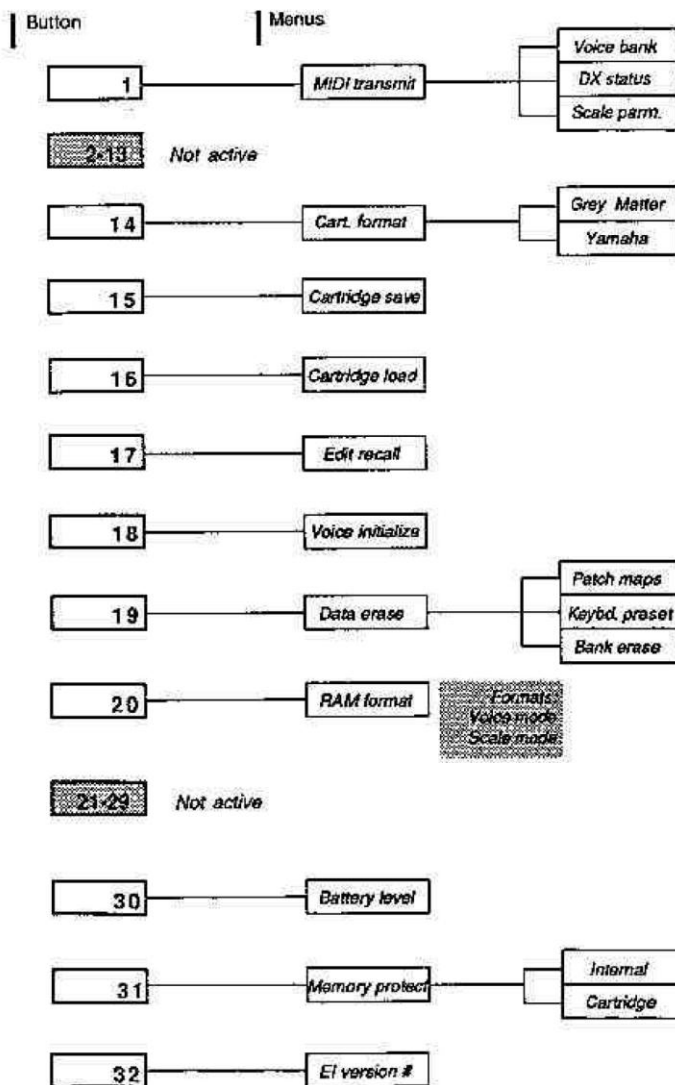 Button
Menus
1
MIDI transmit
Voice bank
DX status
Scale parm.
2-13
Not active
14
Cart. format
Grey Matter
Yamaha
15
Cartridge save
16
Cartridge load
17
Edit recall
18
Voice initialize
19
Data erase
Patch maps
Keybd. preset
Bank erase
20
RAM format
Formats:
Voice mode
Scale mode
21-29
Not active
30
Battery level
31
Memory protect
Internal
Cartridge
32
E! version #